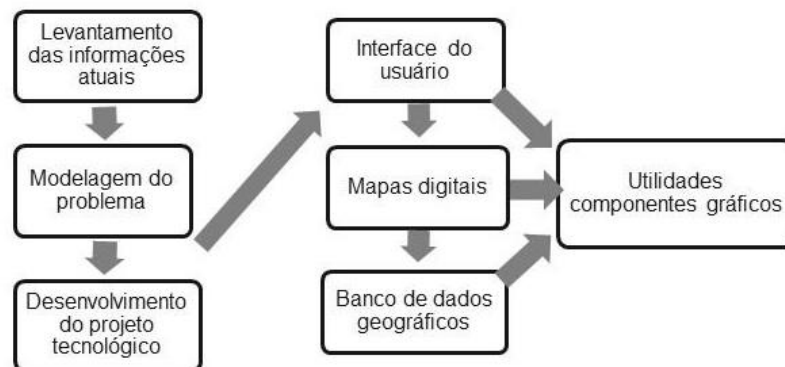 Levantamento
das informações
atuais
Modelagem do
problema
Desenvolvimento
do projeto
tecnológico
Interface do
usuário
Mapas digitais
Banco de dados
geográficos
Utilidades
componentes gráficos